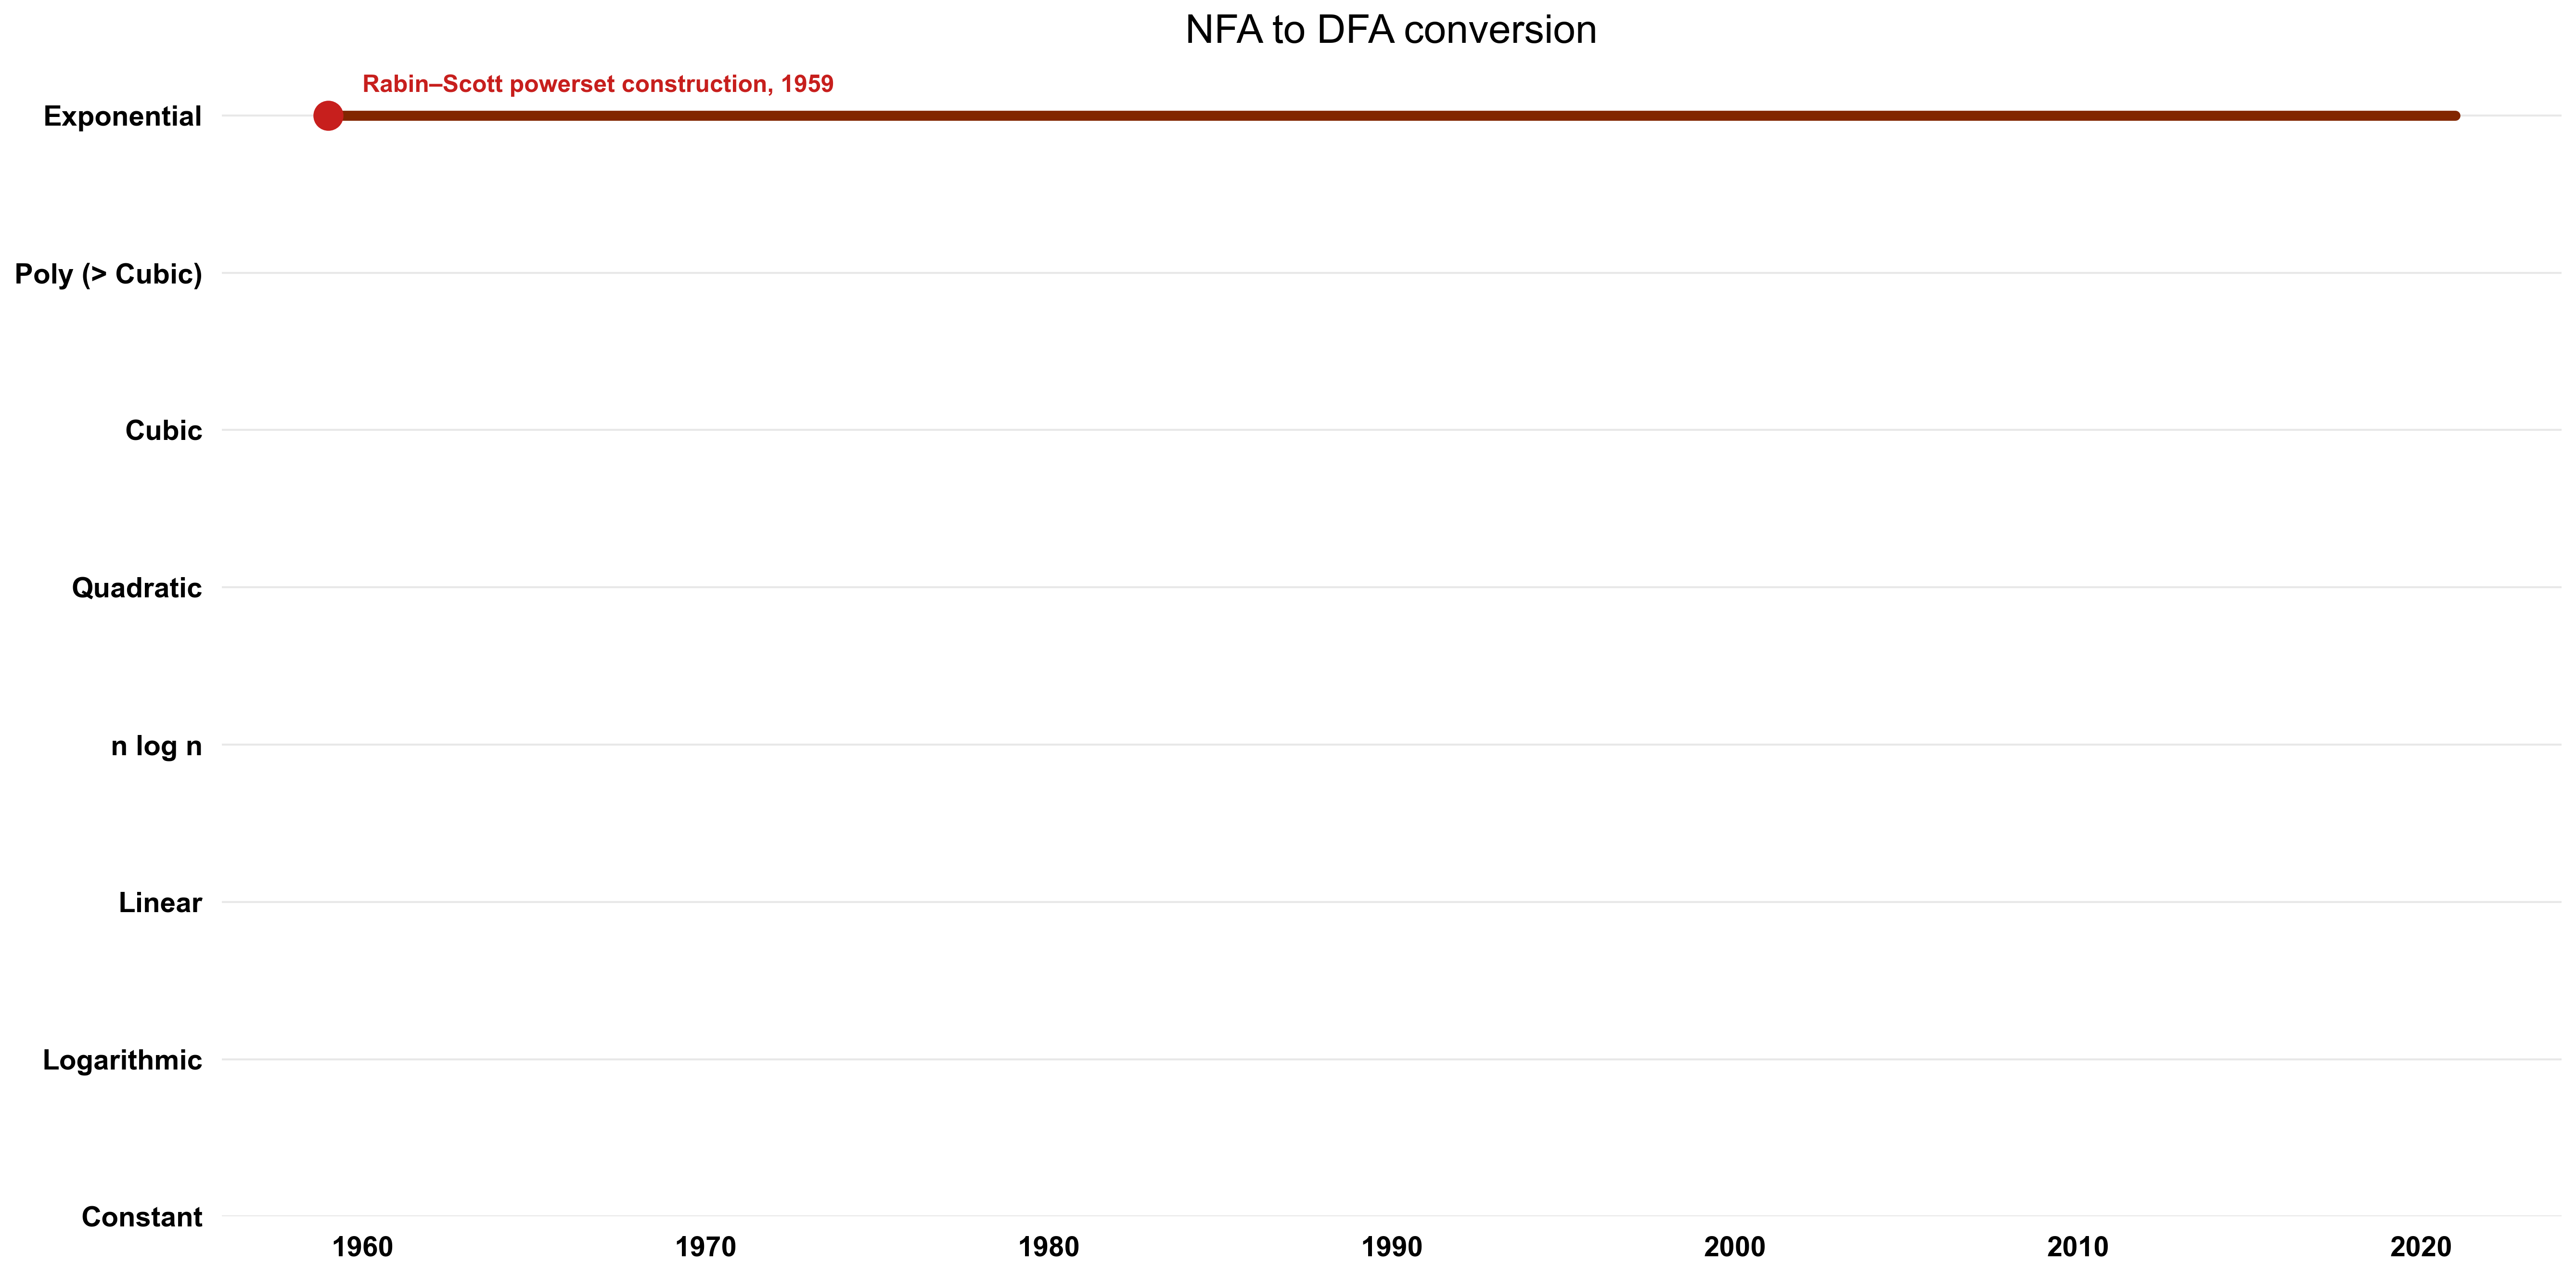 NFA to DFA conversion
Rabin–Scott powerset construction, 1959
Exponential
Poly (> Cubic)
Cubic
Quadratic
n log n
Linear
Logarithmic
Constant
1960 1970 1980 1990 2000 2010 2020